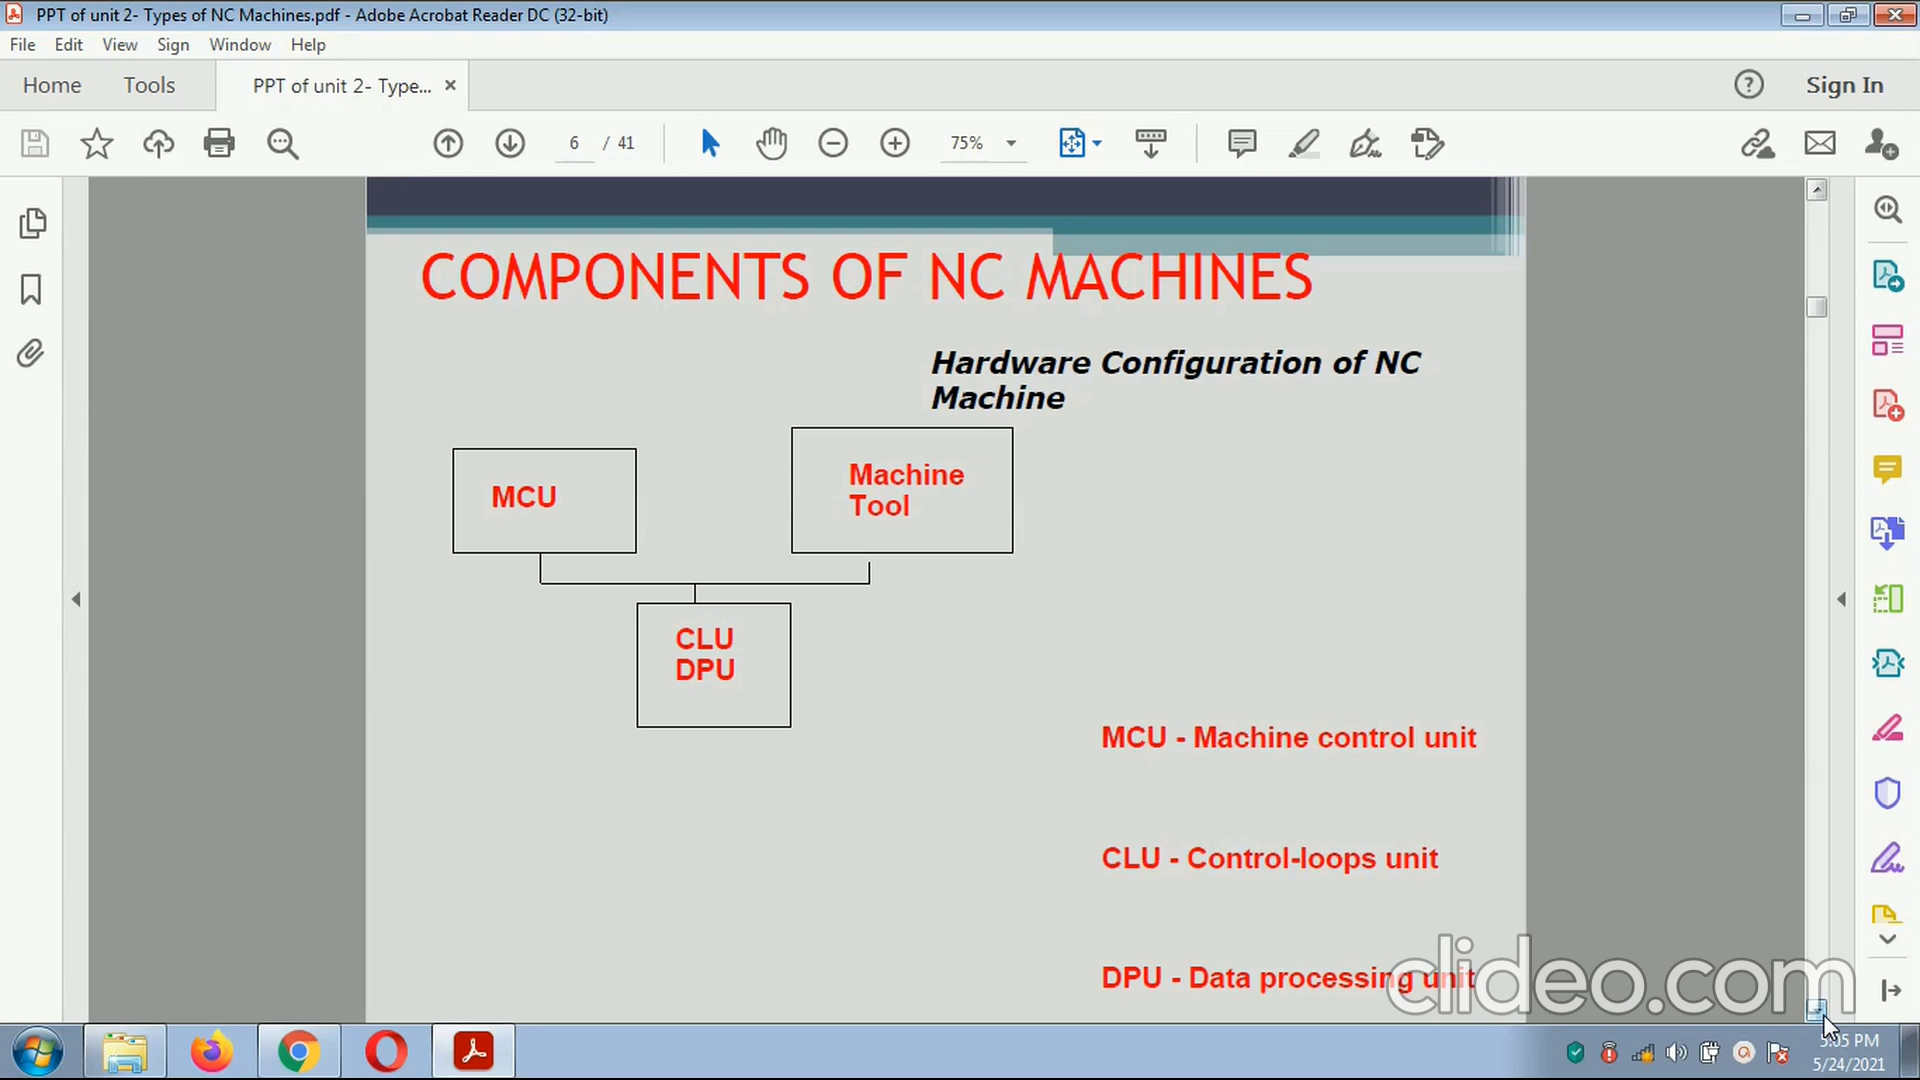 PPT of unit 2- Types of NC Machines.pdf - Adobe Acrobat Reader DC (32-bit)
File Edit View Sign Window Help
Home Tools PPT of unit 2- Type... × Sign In
6 / 41 75%
COMPONENTS OF NC MACHINES
Hardware Configuration of NC
Machine
MCU
Machine
Tool
CLU
DPU
MCU - Machine control unit
CLU - Control-loops unit
DPU - Data processing unit
clideo.com
5:05 PM
5/24/2021